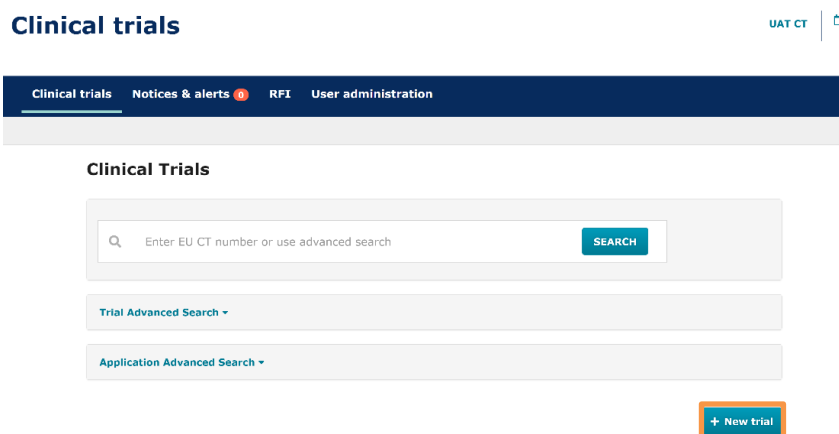 Clinical trials
UAT CT
Clinical trials Notices & alerts 0 RFI User administration
Clinical Trials
Enter EU CT number or use advanced search
SEARCH
Trial Advanced Search
Application Advanced Search
+ New trial